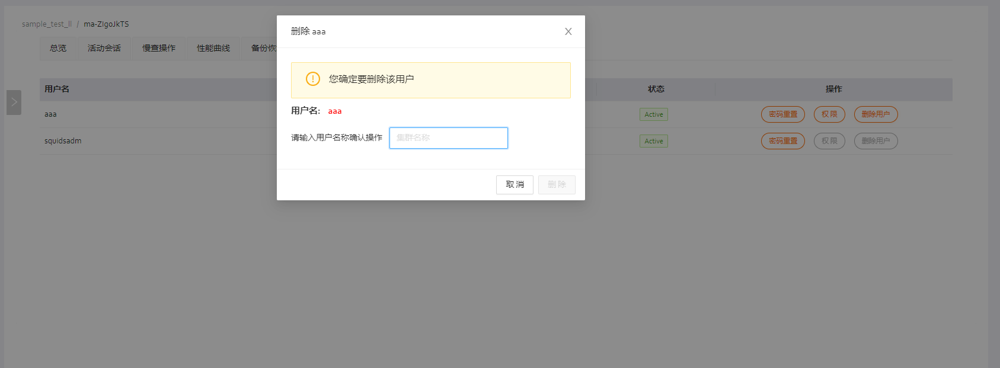 sample_test_ll / ma-ZIgoJkTS
总览 活动会话 慢查操作 性能曲线 备份恢
用户名 状态 操作
aaa Active 密码重置 权限 删除用户
squidsadm Active 密码重置 权限 删除用户
删除 aaa
您确定要删除该用户
用户名: aaa
请输入用户名称确认操作 集群名称
取消 删除